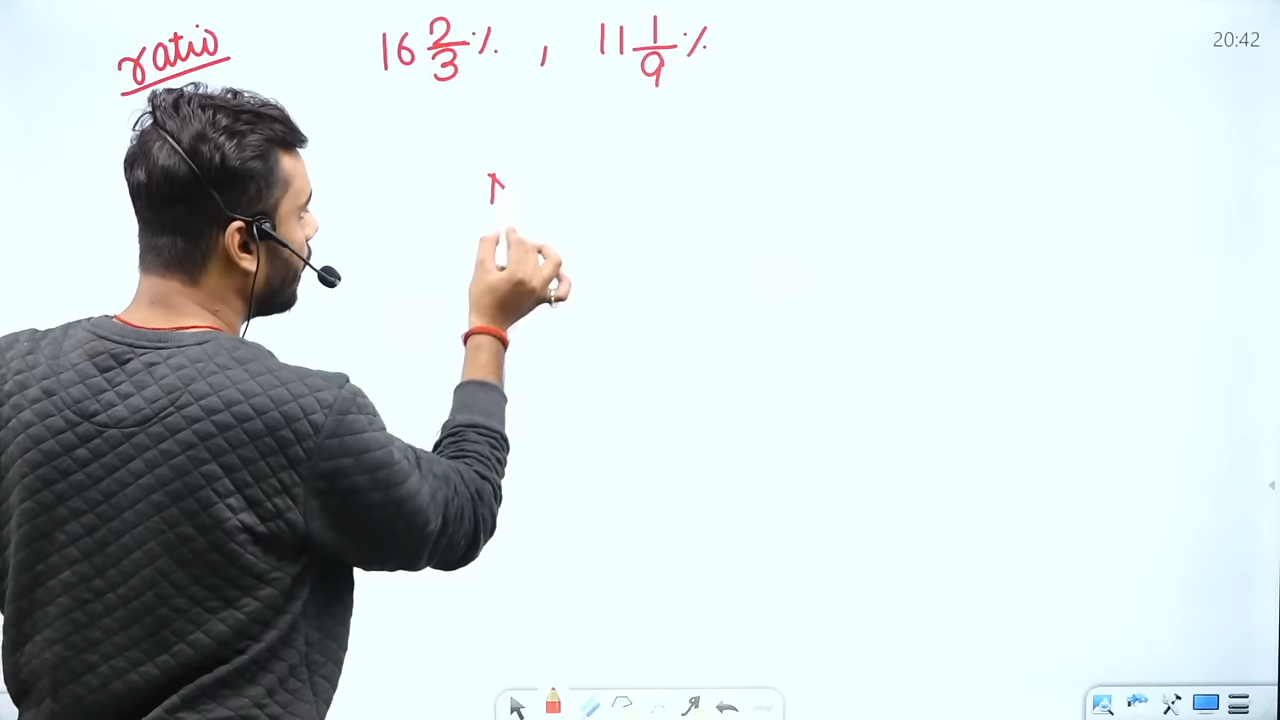 ratio 16 2/3 % , 11 1/9 %
20:42